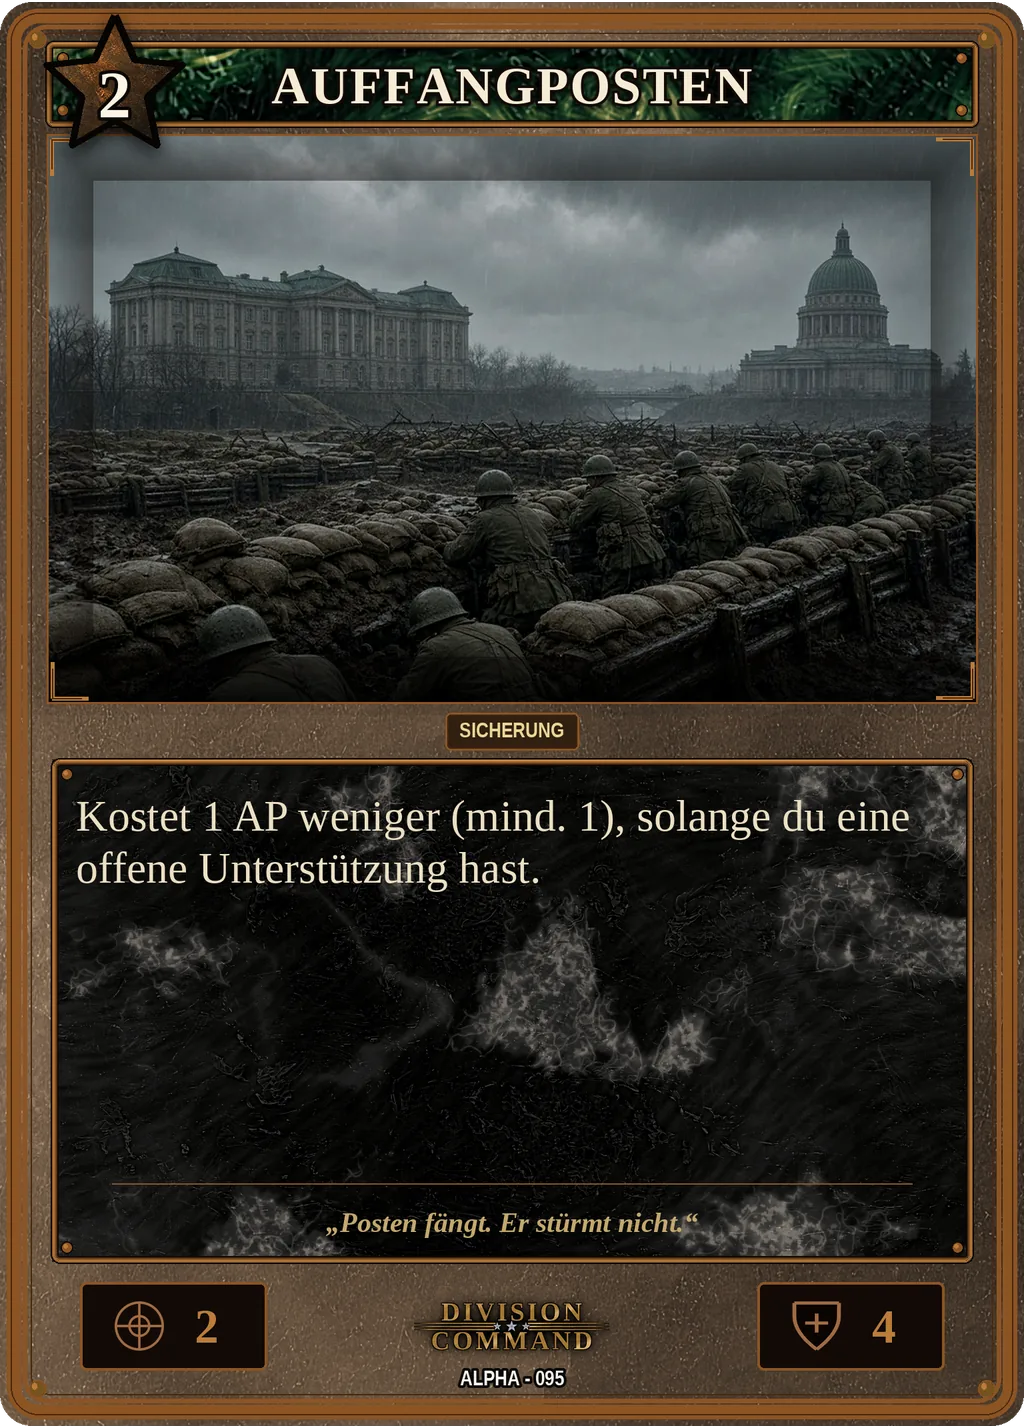 2
AUFFANGPOSTEN
SICHERUNG
Kostet 1 AP weniger (mind. 1), solange du eine
offene Unterstützung hast.
„Posten fängt. Er stürmt nicht.“
2
DIVISION
COMMAND
4
ALPHA - 095